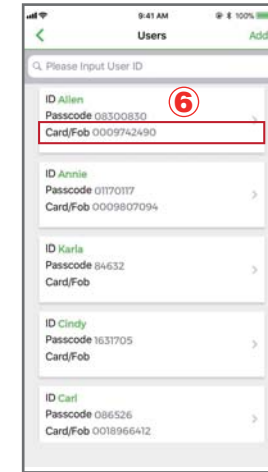 9:41 AM 100%
Users Add
Please Input User ID
ID Allen
Passcode 08300830
6
Card/Fob 0009742490
ID Annie
Passcode 01170117
Card/Fob 0009807094
ID Karla
Passcode 84632
Card/Fob
ID Cindy
Passcode 1631705
Card/Fob
ID Carl
Passcode 086526
Card/Fob 0018966412